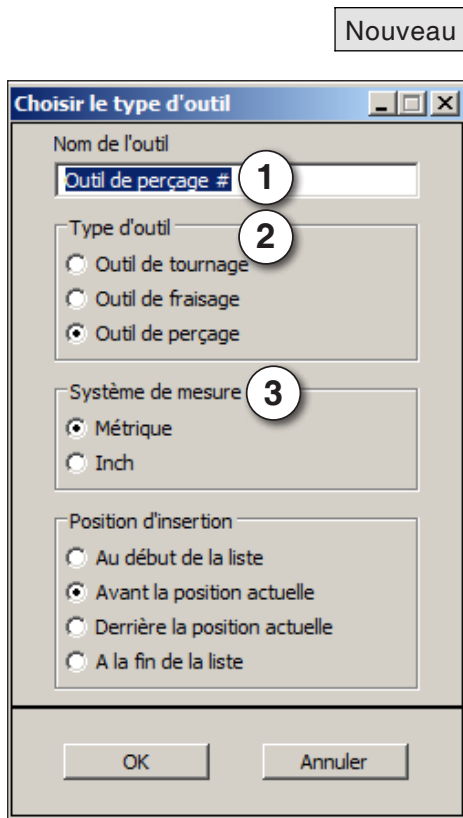 Nouveau
Choisir le type d'outil
Nom de l'outil
Outil de perçage # 1
Type d'outil 2
Outil de tournage
Outil de fraisage
Outil de perçage
Système de mesure 3
Métrique
Inch
Position d'insertion
Au début de la liste
Avant la position actuelle
Derrière la position actuelle
A la fin de la liste
OK Annuler